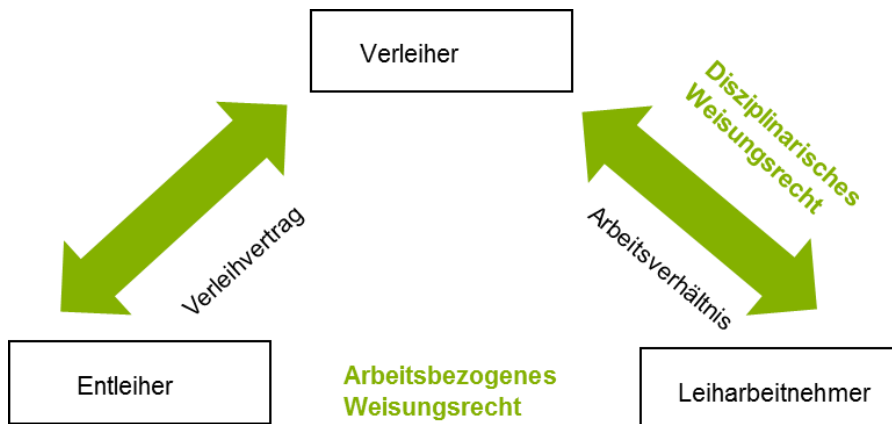 Verleiher
Disziplinarisches
Weisungsrecht
Verleihvertrag
Arbeitsverhältnis
Entleiher
Arbeitsbezogenes
Weisungsrecht
Leiharbeitnehmer